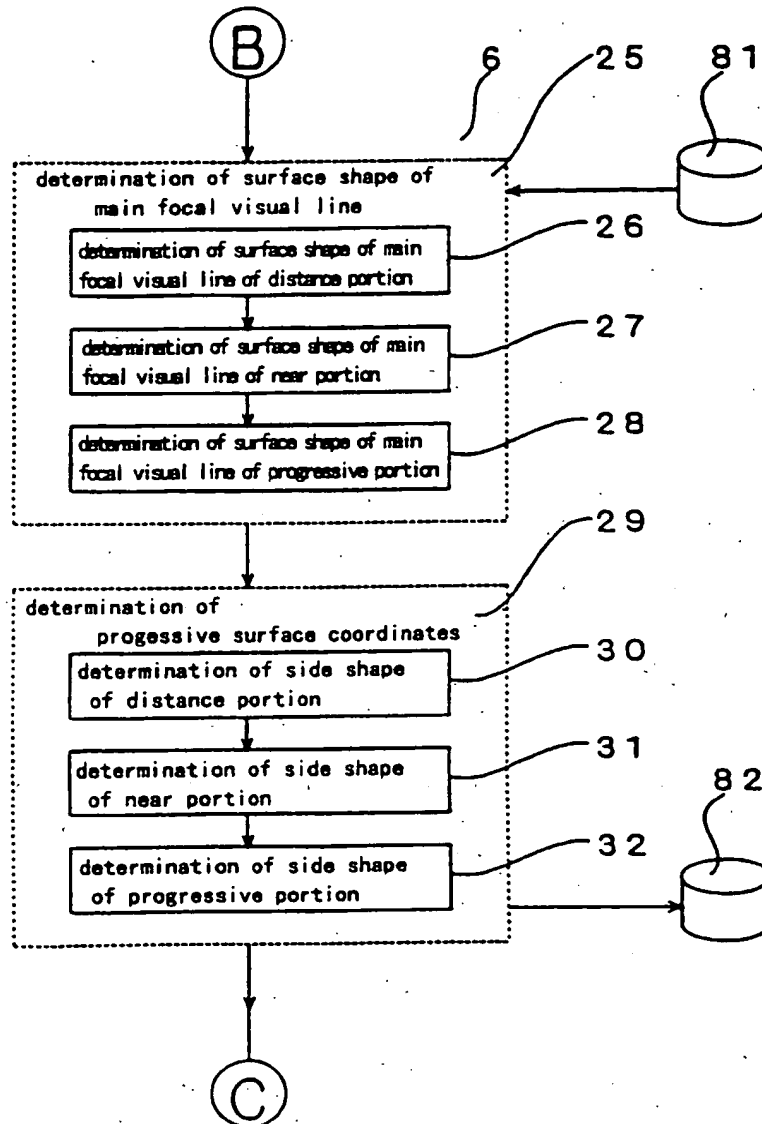 B
6 25 81
determination of surface shape of
main focal visual line
26
determination of surface shape of main
focal visual line of distance portion
27
determination of surface shape of main
focal visual line of near portion
28
determination of surface shape of main
focal visual line of progressive portion
29
determination of
progessive surface coordinates
30
determination of side shape
of distance portion
31
determination of side shape
of near portion
82
32
determination of side shape
of progressive portion
C